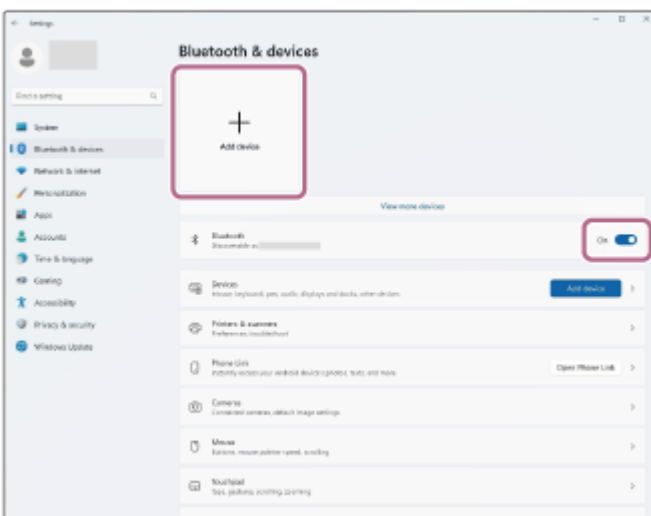 Settings
Bluetooth & devices
Find a setting
System
Bluetooth & devices
Network & internet
Personalization
Apps
Accounts
Time & language
Gaming
Accessibility
Privacy & security
Windows Update
Add device
View more devices
Bluetooth
Discoverable as
On
Devices
Mouse, keyboard, pen, audio, displays and docks, other devices
Add device
Printers & scanners
Preferences, troubleshoot
Phone Link
Instantly access your Android device's photos, texts, and more
Open Phone Link
Cameras
Connected cameras, default image settings
Mouse
Buttons, mouse pointer speed, scrolling
Touchpad
Taps, gestures, scrolling, zooming